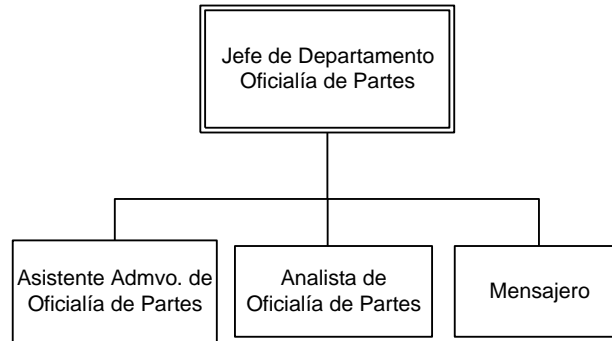 Jefe de Departamento
Oficialía de Partes
Asistente Admvo. de
Oficialía de Partes
Analista de
Oficialía de Partes
Mensajero